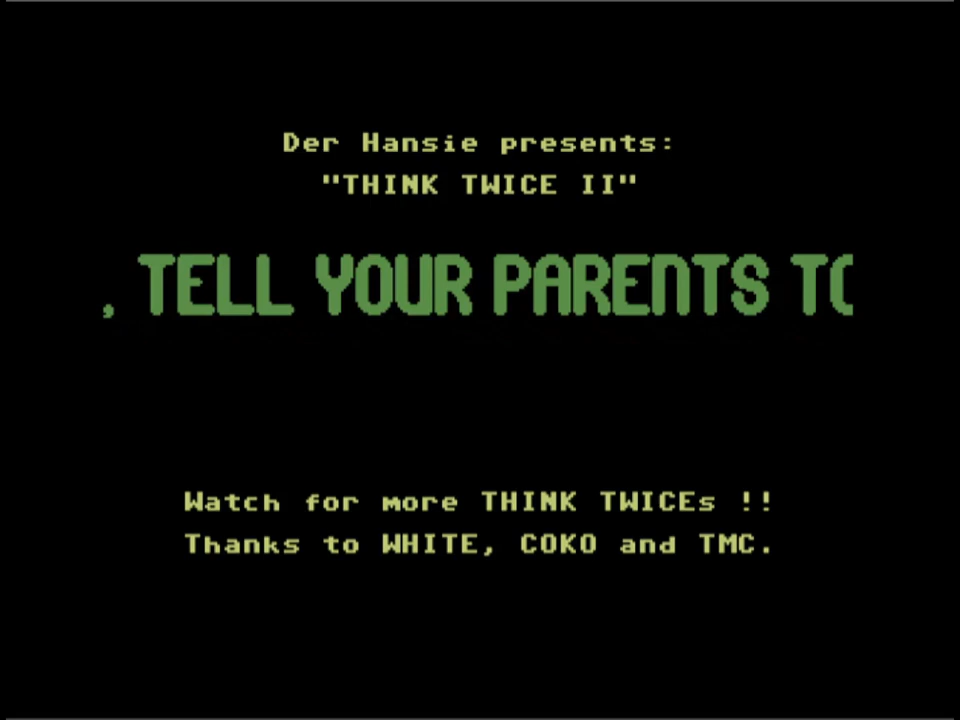 Der Hansie presents:
"THINK TWICE II"
, TELL YOUR PARENTS TO
Watch for more THINK TWICEs !!
Thanks to WHITE, COKO and TMC.